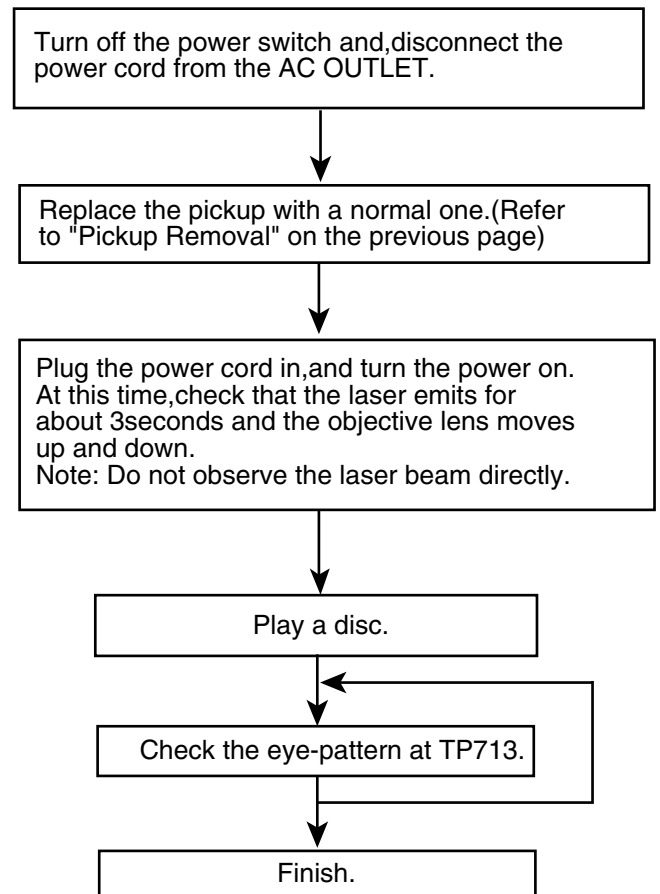 Turn off the power switch and,disconnect the
power cord from the AC OUTLET.
Replace the pickup with a normal one.(Refer
to "Pickup Removal" on the previous page)
Plug the power cord in,and turn the power on.
At this time,check that the laser emits for
about 3seconds and the objective lens moves
up and down.
Note: Do not observe the laser beam directly.
Play a disc.
Check the eye-pattern at TP713.
Finish.